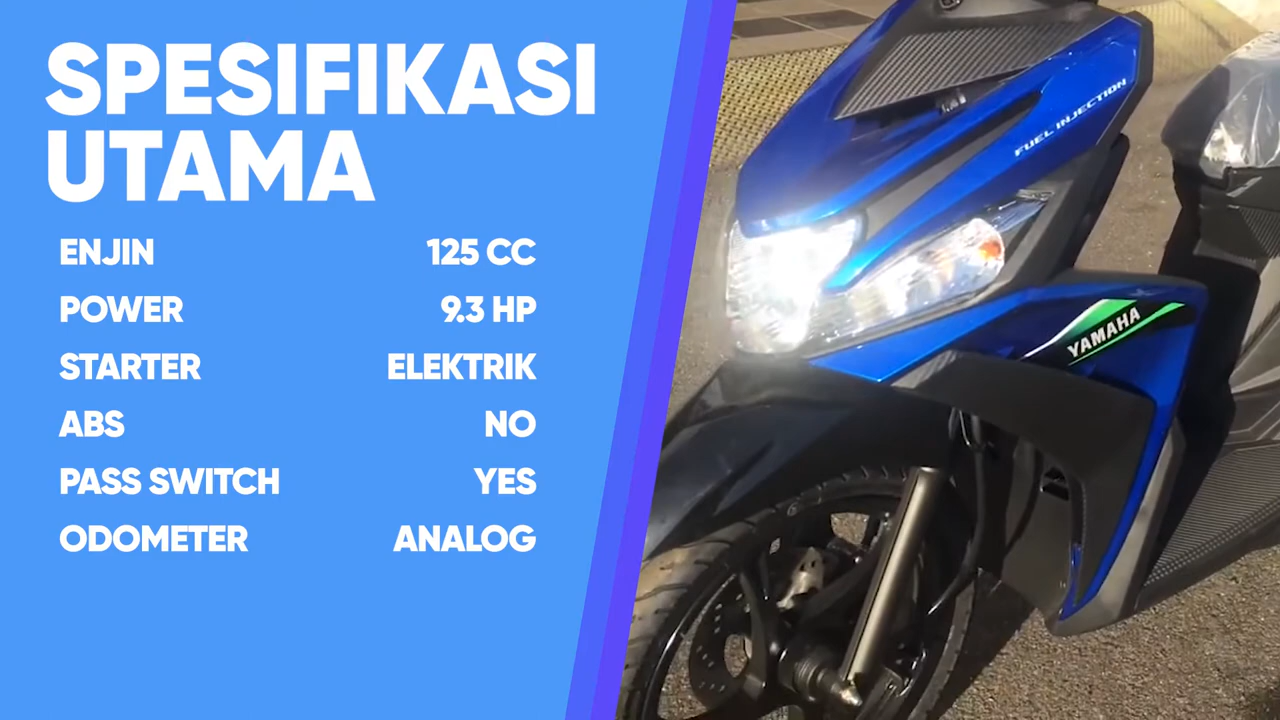 SPESIFIKASI
UTAMA
ENJIN 125 CC
POWER 9.3 HP
STARTER ELEKTRIK
ABS NO
PASS SWITCH YES
ODOMETER ANALOG
FUEL INJECTION
YAMAHA